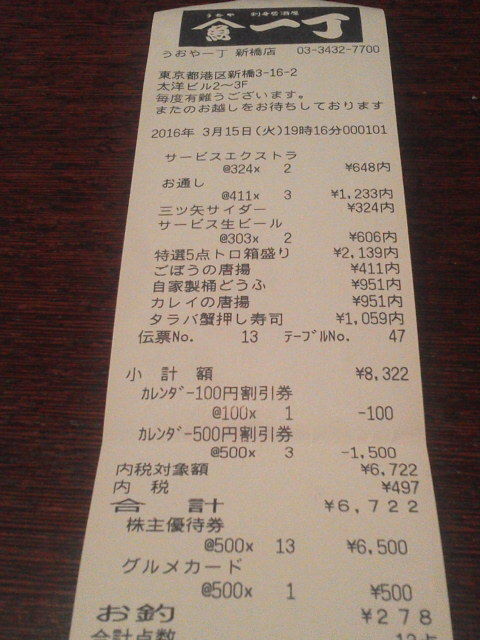 うおや 刺身居酒屋
魚 一丁
うおや一丁 新橋店 03-3432-7700
東京都港区新橋3-16-2
太洋ビル2〜3F
毎度有難うございます。
またのお越しをお待ちしております
2016年 3月15日(火)19時16分000101
サービスエクストラ
@324x 2 ¥648内
お通し
@411x 3 ¥1,233内
三ツ矢サイダー ¥324内
サービス生ビール
@303x 2 ¥606内
特選5点トロ箱盛り ¥2,139内
ごぼうの唐揚 ¥411内
自家製桶どうふ ¥951内
カレイの唐揚 ¥951内
タラバ蟹押し寿司 ¥1,059内
伝票No. 13 テーブルNo. 47
小計額 ¥8,322
カレンダー100円割引券
@100x 1 -100
カレンダー500円割引券
@500x 3 -1,500
内税対象額 ¥6,722
内税 ¥497
合計 ¥6,722
株主優待券
@500x 13 ¥6,500
グルメカード
@500x 1 ¥500
お釣 ¥278
合計点数